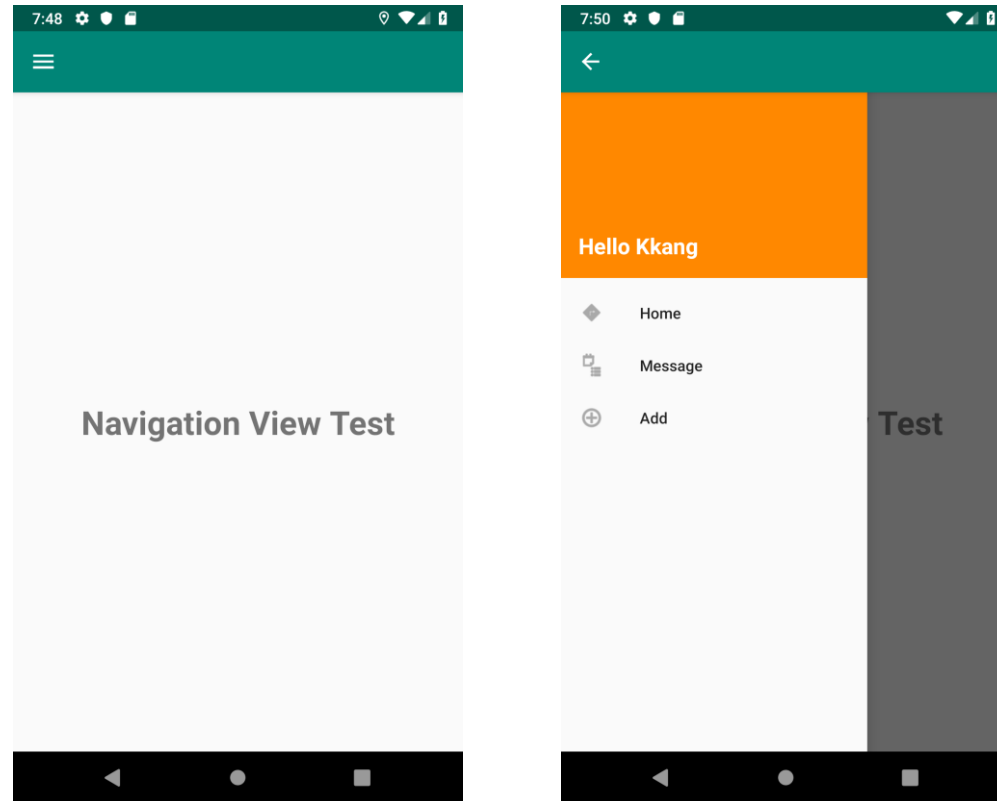 7:48
Navigation View Test
7:50
Hello Kkang
Home
Message
Add
Test